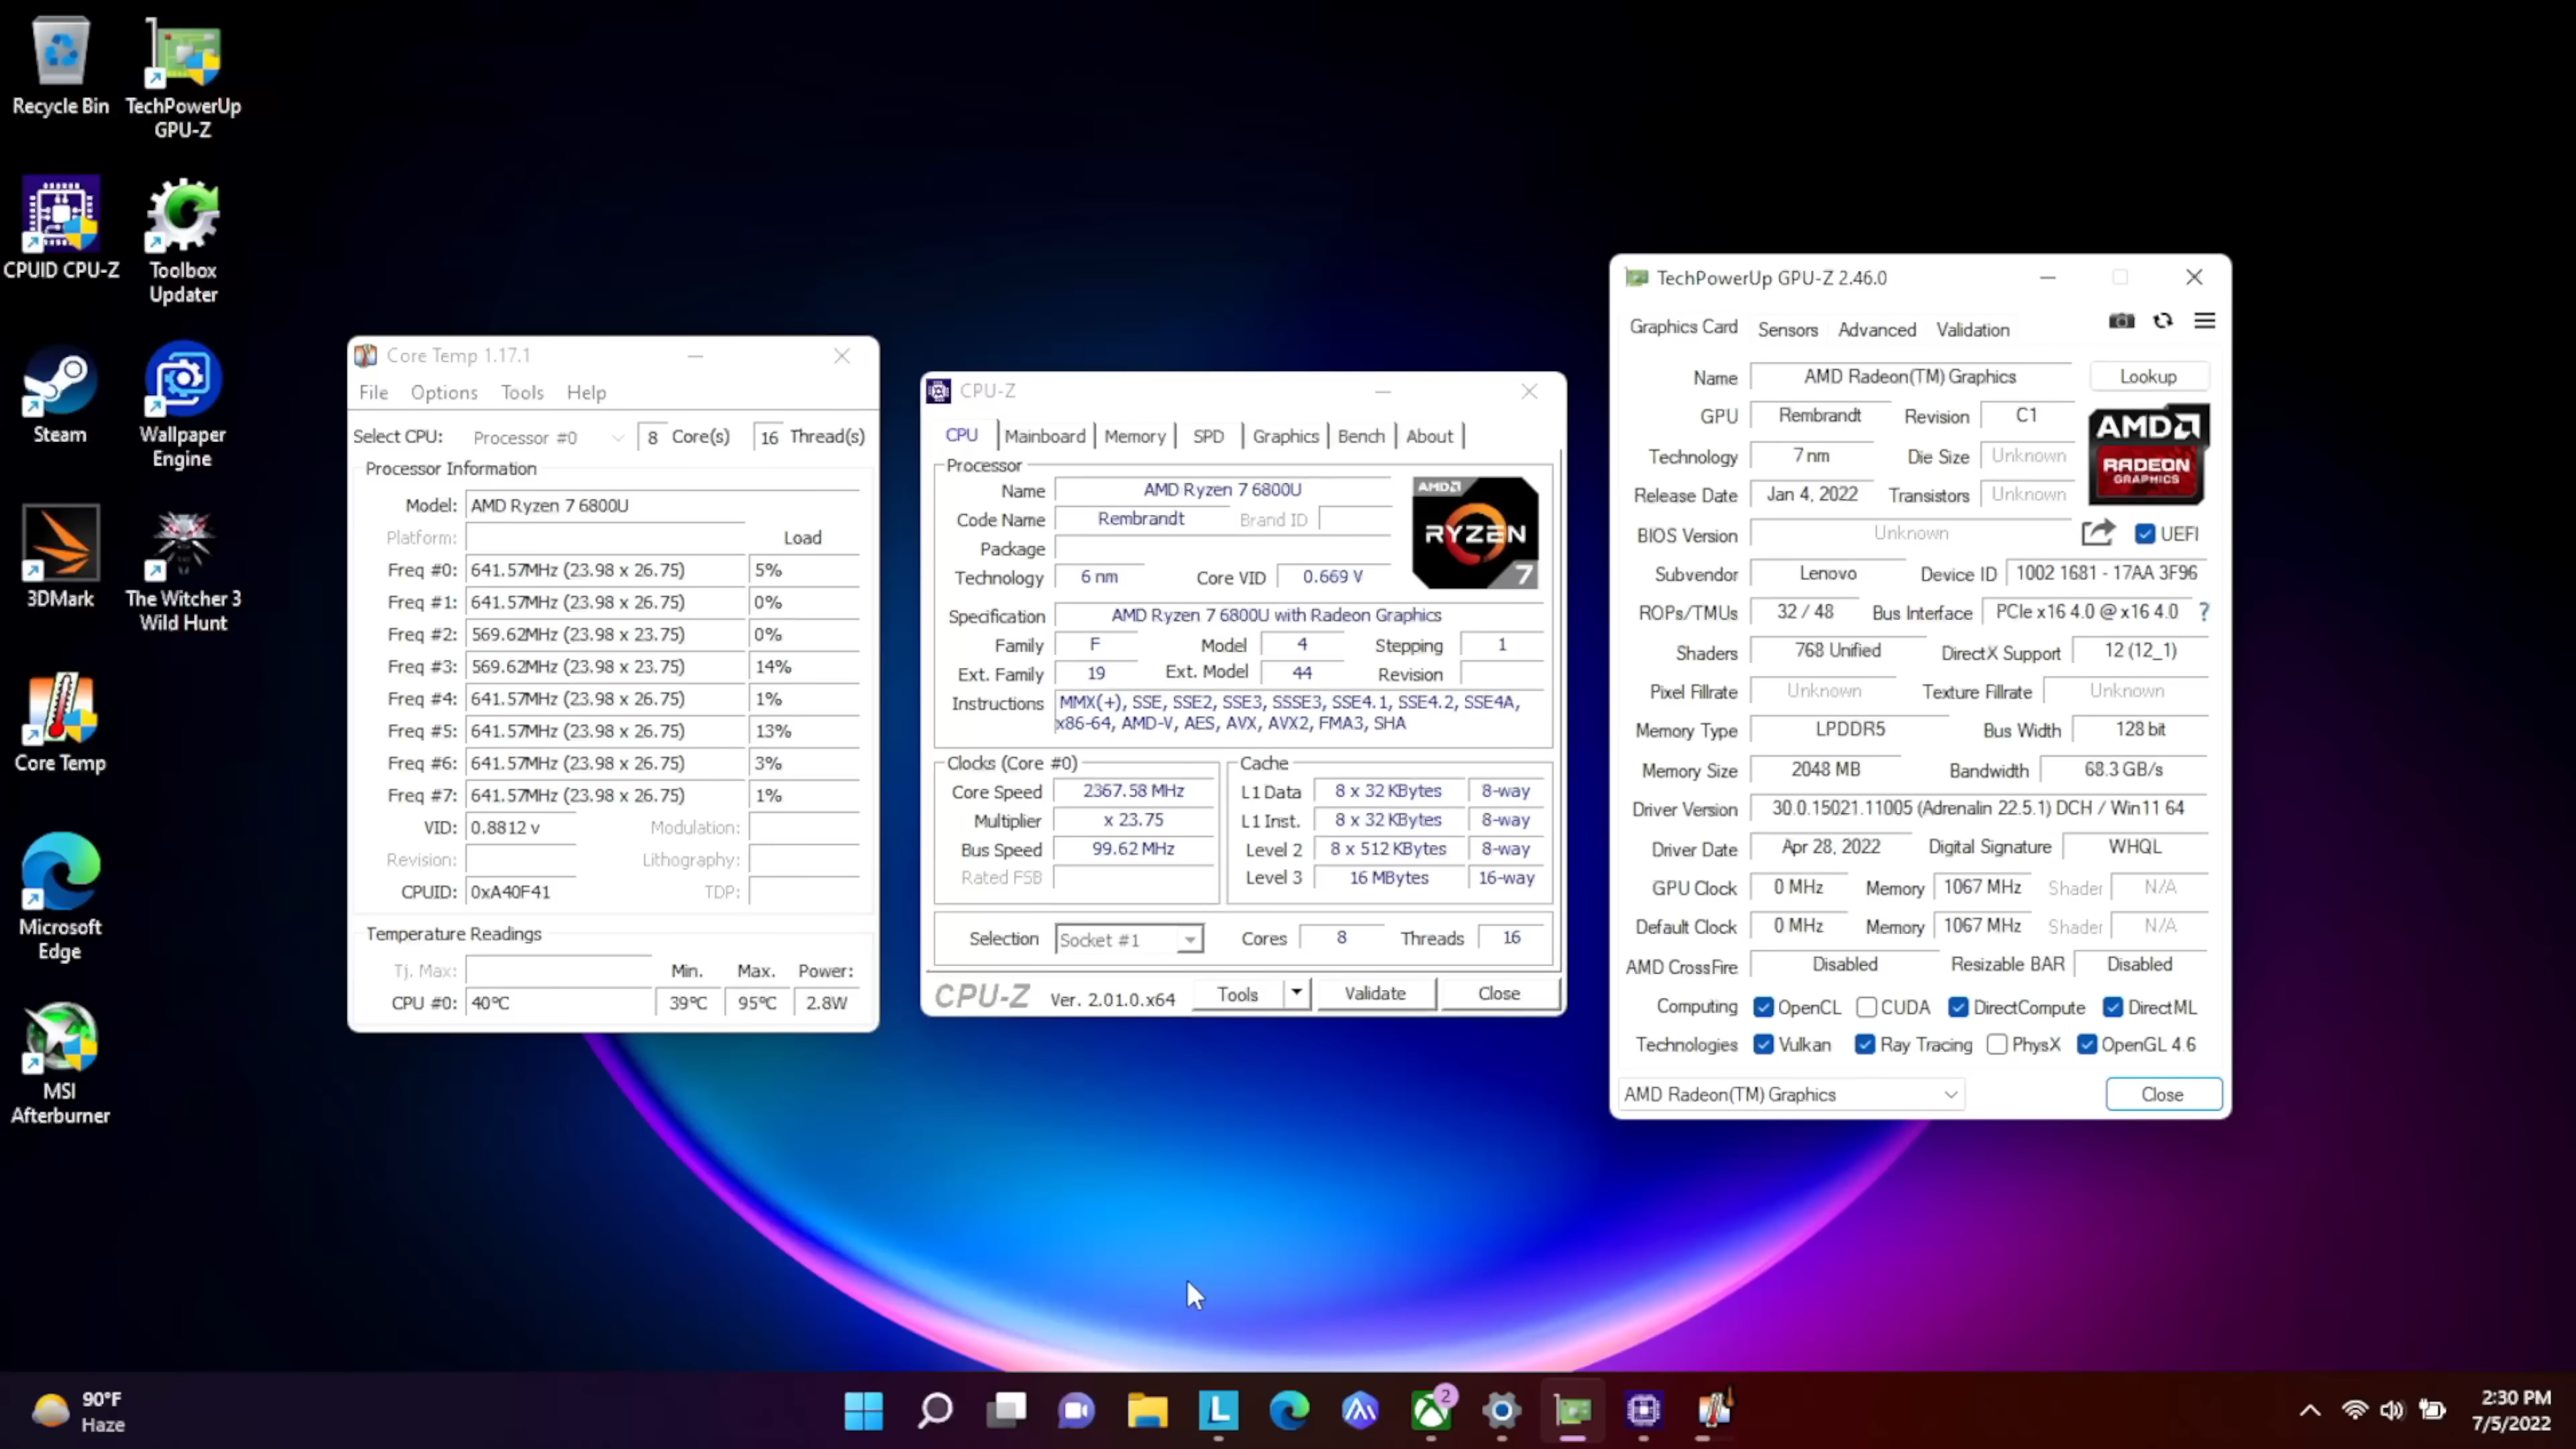 Recycle Bin
TechPowerUp
GPU-Z
CPUID CPU-Z
Toolbox
Updater
Steam
Wallpaper
Engine
3DMark
The Witcher 3
Wild Hunt
Core Temp
Microsoft
Edge
MSI
Afterburner
Core Temp 1.17.1
File Options Tools Help
Select CPU: Processor #0 8 Core(s) 16 Thread(s)
Processor Information
Model: AMD Ryzen 7 6800U
Platform: Load
Freq #0: 641.57MHz (23.98 x 26.75) 5%
Freq #1: 641.57MHz (23.98 x 26.75) 0%
Freq #2: 569.62MHz (23.98 x 23.75) 0%
Freq #3: 569.62MHz (23.98 x 23.75) 14%
Freq #4: 641.57MHz (23.98 x 26.75) 1%
Freq #5: 641.57MHz (23.98 x 26.75) 13%
Freq #6: 641.57MHz (23.98 x 26.75) 3%
Freq #7: 641.57MHz (23.98 x 26.75) 1%
VID: 0.8812 v Modulation:
Revision: Lithography:
CPUID: 0xA40F41 TDP:
Temperature Readings
Tj. Max: Min. Max. Power:
CPU #0: 40°C 39°C 95°C 2.8W
CPU-Z
CPU Mainboard Memory SPD Graphics Bench About
Processor
Name AMD Ryzen 7 6800U
Code Name Rembrandt Brand ID
Package
Technology 6 nm Core VID 0.669 V
AMD
RYZEN
7
Specification AMD Ryzen 7 6800U with Radeon Graphics
Family F Model 4 Stepping 1
Ext. Family 19 Ext. Model 44 Revision
Instructions MMX(+), SSE, SSE2, SSE3, SSSE3, SSE4.1, SSE4.2, SSE4A,
x86-64, AMD-V, AES, AVX, AVX2, FMA3, SHA
Clocks (Core #0)
Core Speed 2367.58 MHz
Multiplier x 23.75
Bus Speed 99.62 MHz
Rated FSB
Cache
L1 Data 8 x 32 KBytes 8-way
L1 Inst. 8 x 32 KBytes 8-way
Level 2 8 x 512 KBytes 8-way
Level 3 16 MBytes 16-way
Selection Socket #1 Cores 8 Threads 16
CPU-Z Ver. 2.01.0.x64 Tools Validate Close
TechPowerUp GPU-Z 2.46.0
Graphics Card Sensors Advanced Validation
Name AMD Radeon(TM) Graphics Lookup
GPU Rembrandt Revision C1
Technology 7 nm Die Size Unknown
Release Date Jan 4, 2022 Transistors Unknown
AMD
RADEON
GRAPHICS
BIOS Version Unknown UEFI
Subvendor Lenovo Device ID 1002 1681 - 17AA 3F96
ROPs/TMUs 32 / 48 Bus Interface PCIe x16 4.0 @ x16 4.0 ?
Shaders 768 Unified DirectX Support 12 (12_1)
Pixel Fillrate Unknown Texture Fillrate Unknown
Memory Type LPDDR5 Bus Width 128 bit
Memory Size 2048 MB Bandwidth 68.3 GB/s
Driver Version 30.0.15021.11005 (Adrenalin 22.5.1) DCH / Win11 64
Driver Date Apr 28, 2022 Digital Signature WHQL
GPU Clock 0 MHz Memory 1067 MHz Shader N/A
Default Clock 0 MHz Memory 1067 MHz Shader N/A
AMD CrossFire Disabled Resizable BAR Disabled
Computing OpenCL CUDA DirectCompute DirectML
Technologies Vulkan Ray Tracing PhysX OpenGL 4.6
AMD Radeon(TM) Graphics Close
90°F
Haze
L
2
2:30 PM
7/5/2022